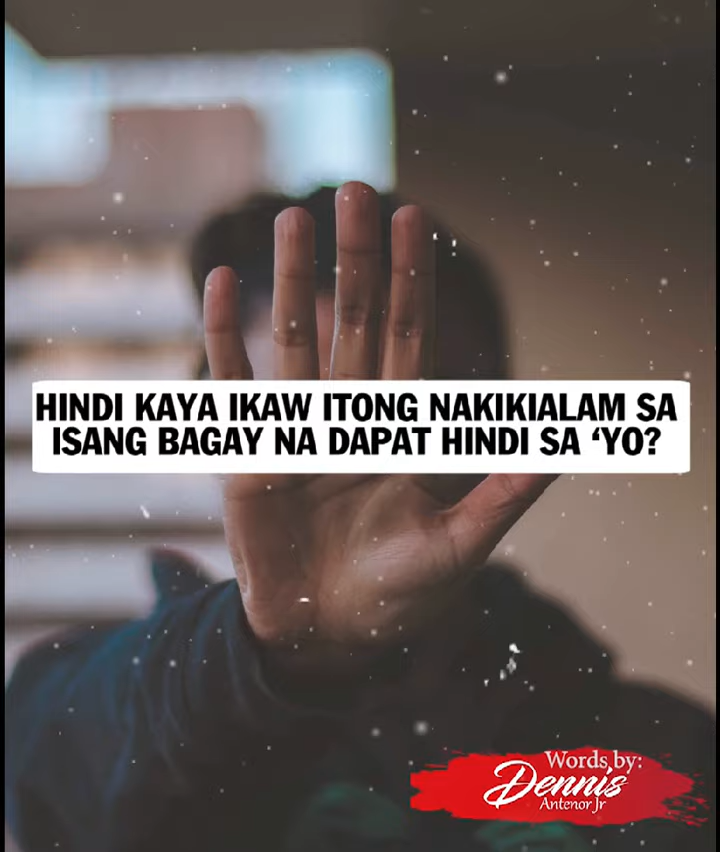 HINDI KAYA IKAW ITONG NAKIKIALAM SA
ISANG BAGAY NA DAPAT HINDI SA ‘YO?
Words by:
Dennis
Antenor Jr